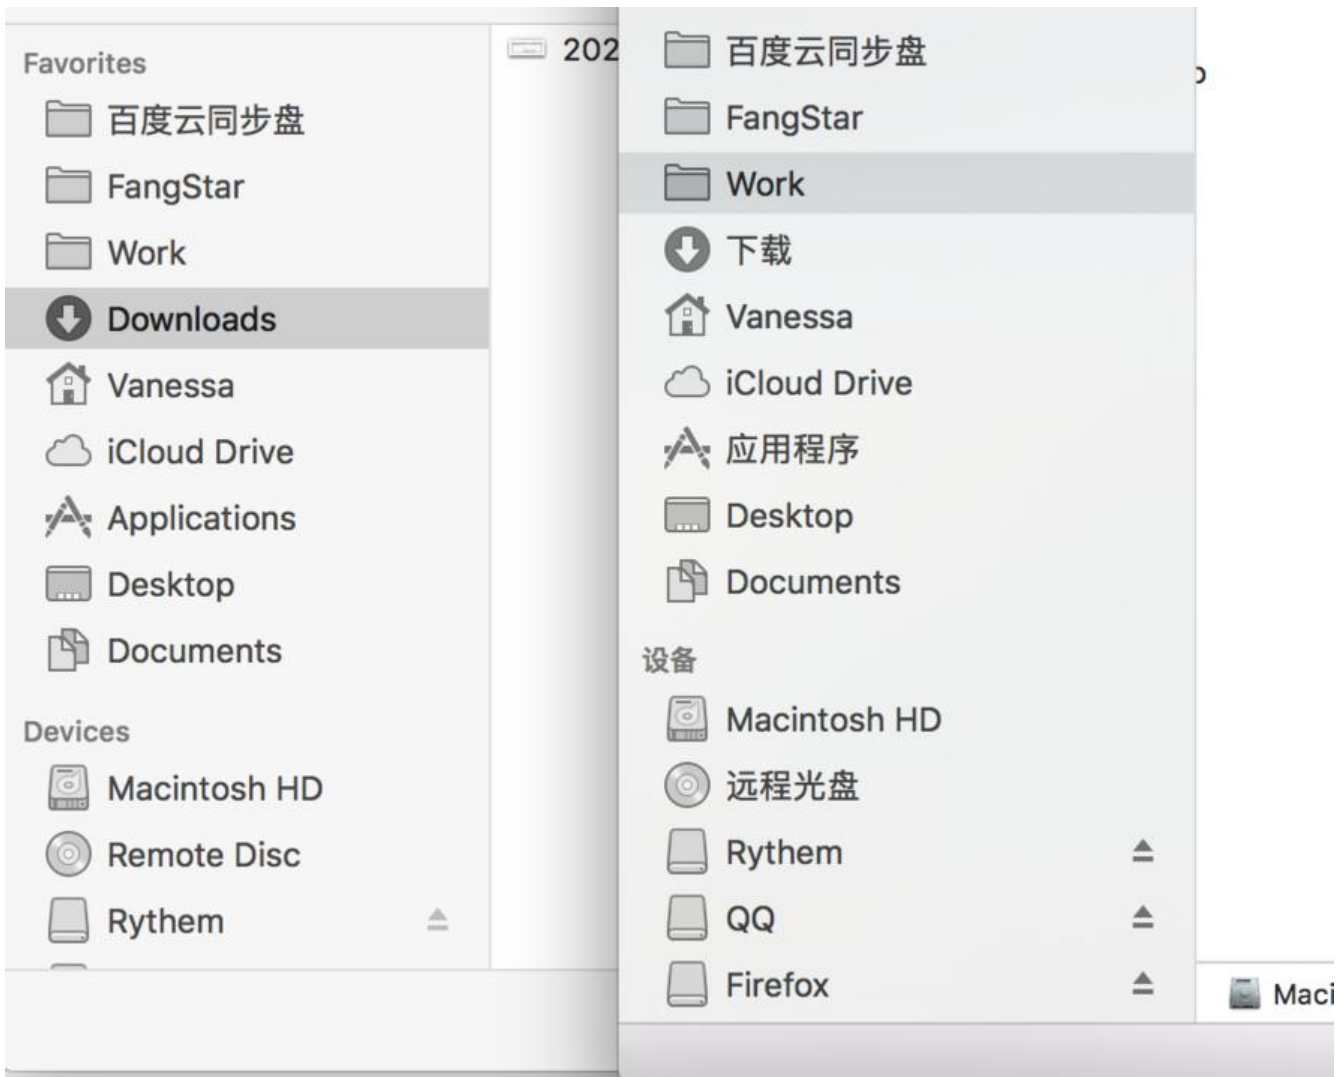 Favorites
百度云同步盘
FangStar
Work
Downloads
Vanessa
iCloud Drive
Applications
Desktop
Documents
Devices
Macintosh HD
Remote Disc
Rythem
202
百度云同步盘
FangStar
Work
下载
Vanessa
iCloud Drive
应用程序
Desktop
Documents
设备
Macintosh HD
远程光盘
Rythem
QQ
Firefox
Maci